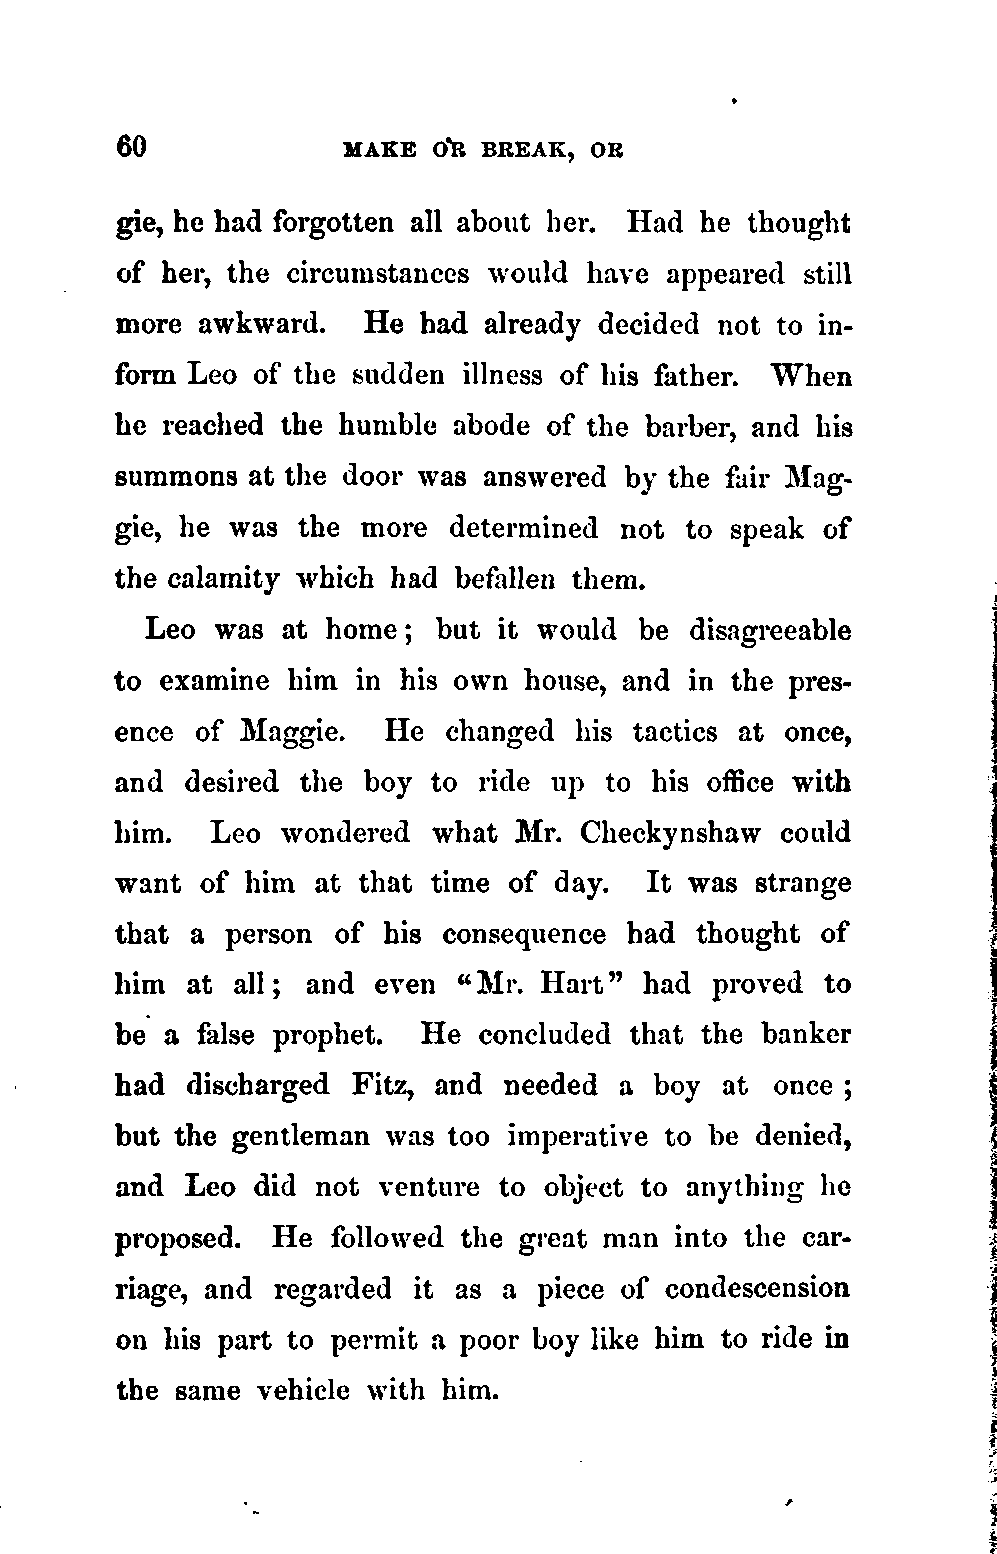 60 MAKE OR BREAK, OR
gie, he had forgotten all about her. Had he thought
of her, the circumstances would have appeared still
more awkward. He had already decided not to in-
form Leo of the sudden illness of his father. When
he reached the humble abode of the barber, and his
summons at the door was answered by the fair Mag-
gie, he was the more determined not to speak of
the calamity which had befallen them.
Leo was at home; but it would be disagreeable
to examine him in his own house, and in the pres-
ence of Maggie. He changed his tactics at once,
and desired the boy to ride up to his office with
him. Leo wondered what Mr. Checkynshaw could
want of him at that time of day. It was strange
that a person of his consequence had thought of
him at all; and even “Mr. Hart” had proved to
be a false prophet. He concluded that the banker
had discharged Fitz, and needed a boy at once;
but the gentleman was too imperative to be denied,
and Leo did not venture to object to anything he
proposed. He followed the great man into the car-
riage, and regarded it as a piece of condescension
on his part to permit a poor boy like him to ride in
the same vehicle with him.